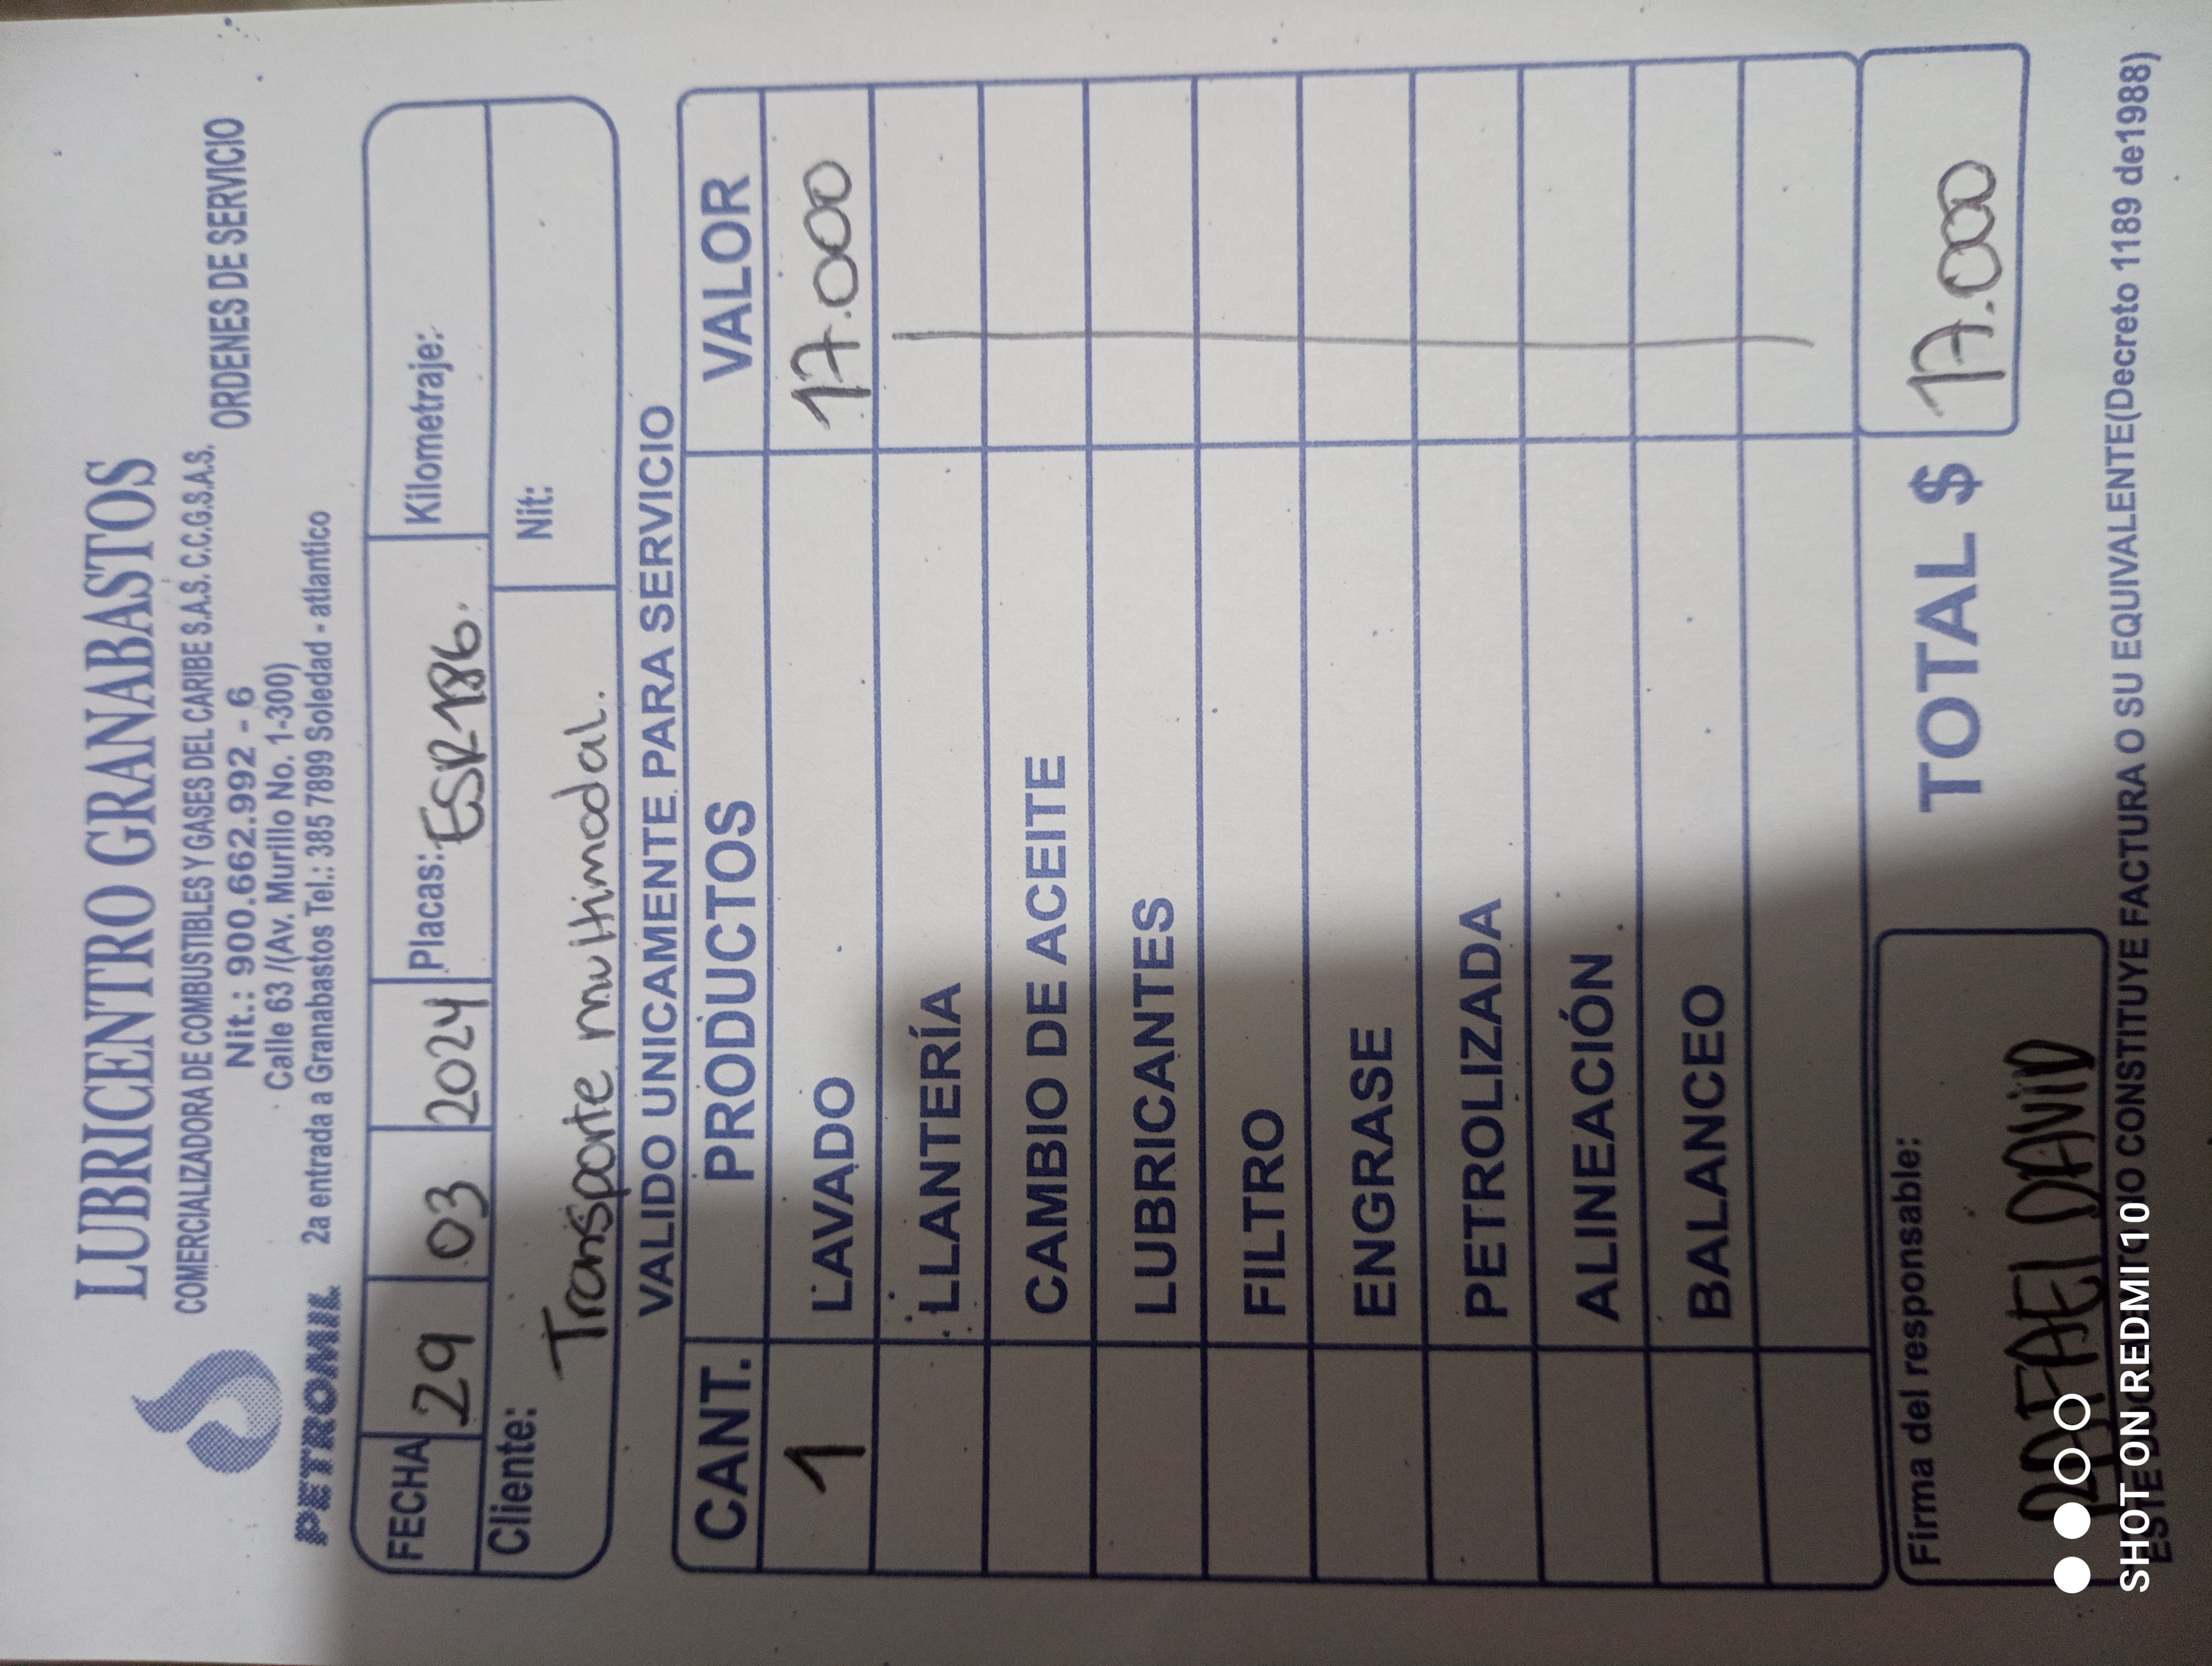 LUBRICENTRO GRANABASTOS
COMERCIALIZADORA DE COMBUSTIBLES Y GASES DEL CARIBE S.A.S. C.C.G.S.A.S.
Nit.: 900.662.992 - 6
ORDENES DE SERVICIO
Calle 63 /(Av. Murillo No. 1-300)
PETROMIL 2a entrada a Granabastos Tel.: 385 7899 Soledad - atlantico
FECHA 29 03 2024 Placas: ESR186. Kilometraje:
Cliente: Transporte multimodal. Nit:
VALIDO UNICAMENTE PARA SERVICIO
CANT. PRODUCTOS VALOR
1 LAVADO 17.000
LLANTERÍA
CAMBIO DE ACEITE
LUBRICANTES
FILTRO
ENGRASE
PETROLIZADA
ALINEACIÓN
BALANCEO
Firma del responsable: TOTAL $ 17.000
RAFAEL DAVID
ESTE DOCUMENTO NO CONSTITUYE FACTURA O SU EQUIVALENTE(Decreto 1189 de1988)
SHOT ON REDMI 10